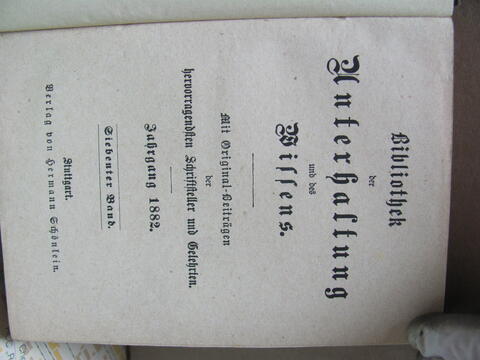 Bibliothek
der
Unterhaltung
und des
Wissens.
Mit Original-Beiträgen
der
hervorragendsten Schriftsteller und Gelehrten.
Jahrgang 1882.
Siebenter Band.
Stuttgart.
Verlag von Hermann Schönlein.